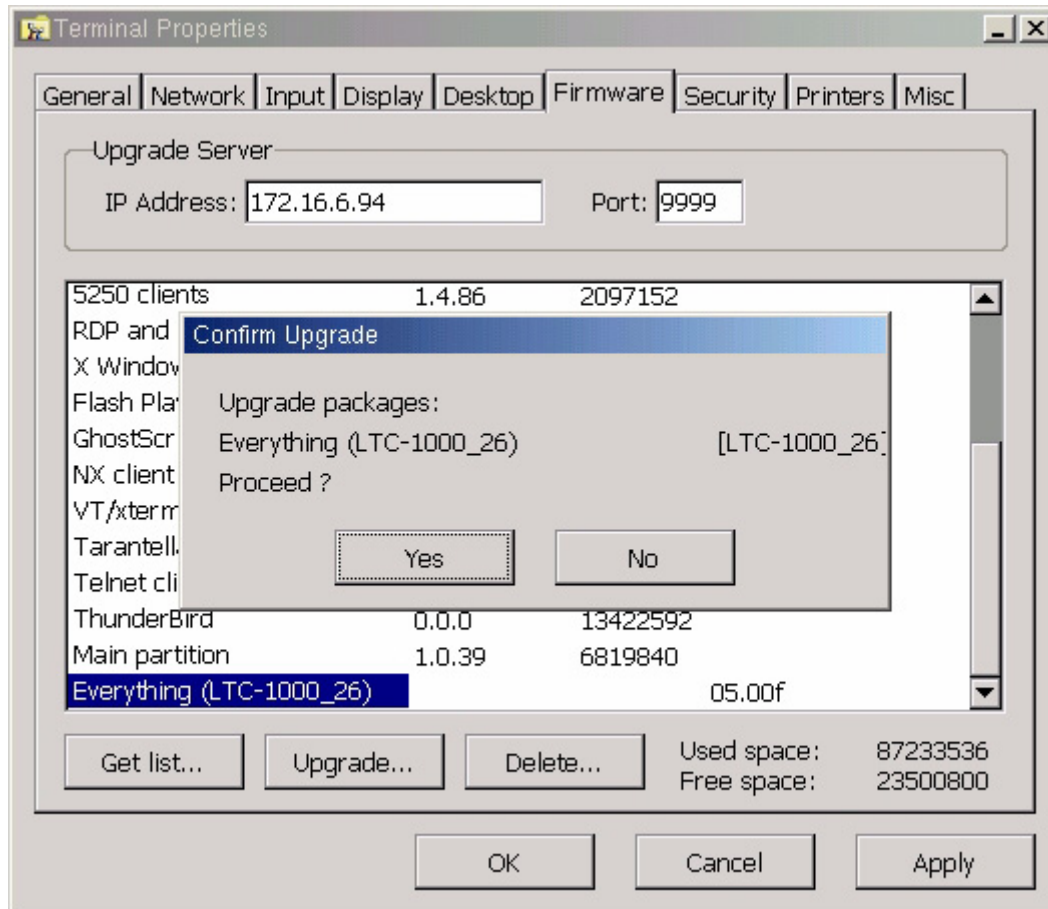 Terminal Properties
General Network Input Display Desktop Firmware Security Printers Misc
Upgrade Server
IP Address: 172.16.6.94 Port: 9999
5250 clients 1.4.86 2097152
RDP and
X Window
Flash Pla
GhostScr
NX client
VT/xterm
Tarantell
Telnet cli
Confirm Upgrade
Upgrade packages:
Everything (LTC-1000_26) [LTC-1000_26]
Proceed ?
Yes No
ThunderBird 0.0.0 13422592
Main partition 1.0.39 6819840
Everything (LTC-1000_26) 05.00f
Get list... Upgrade... Delete... Used space: 87233536
Free space: 23500800
OK Cancel Apply